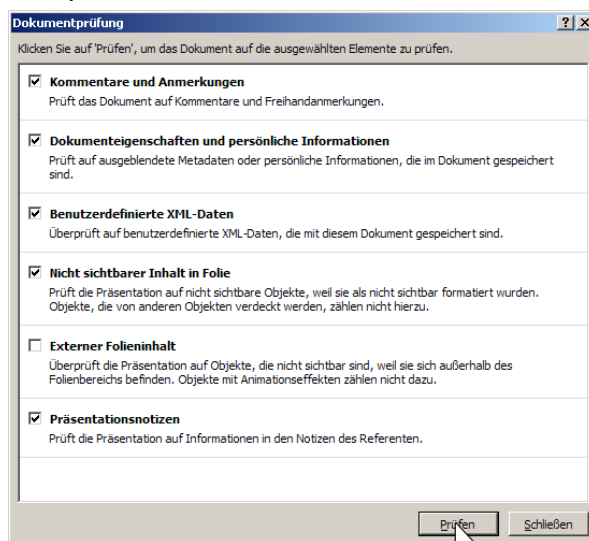 Dokumentprüfung
Klicken Sie auf 'Prüfen', um das Dokument auf die ausgewählten Elemente zu prüfen.
Kommentare und Anmerkungen
Prüft das Dokument auf Kommentare und Freihandanmerkungen.
Dokumenteigenschaften und persönliche Informationen
Prüft auf ausgeblendete Metadaten oder persönliche Informationen, die im Dokument gespeichert
sind.
Benutzerdefinierte XML-Daten
Überprüft auf benutzerdefinierte XML-Daten, die mit diesem Dokument gespeichert sind.
Nicht sichtbarer Inhalt in Folie
Prüft die Präsentation auf nicht sichtbare Objekte, weil sie als nicht sichtbar formatiert wurden.
Objekte, die von anderen Objekten verdeckt werden, zählen nicht hierzu.
Externer Folieninhalt
Überprüft die Präsentation auf Objekte, die nicht sichtbar sind, weil sie sich außerhalb des
Folienbereichs befinden. Objekte mit Animationseffekten zählen nicht dazu.
Präsentationsnotizen
Prüft die Präsentation auf Informationen in den Notizen des Referenten.
Prüfen Schließen